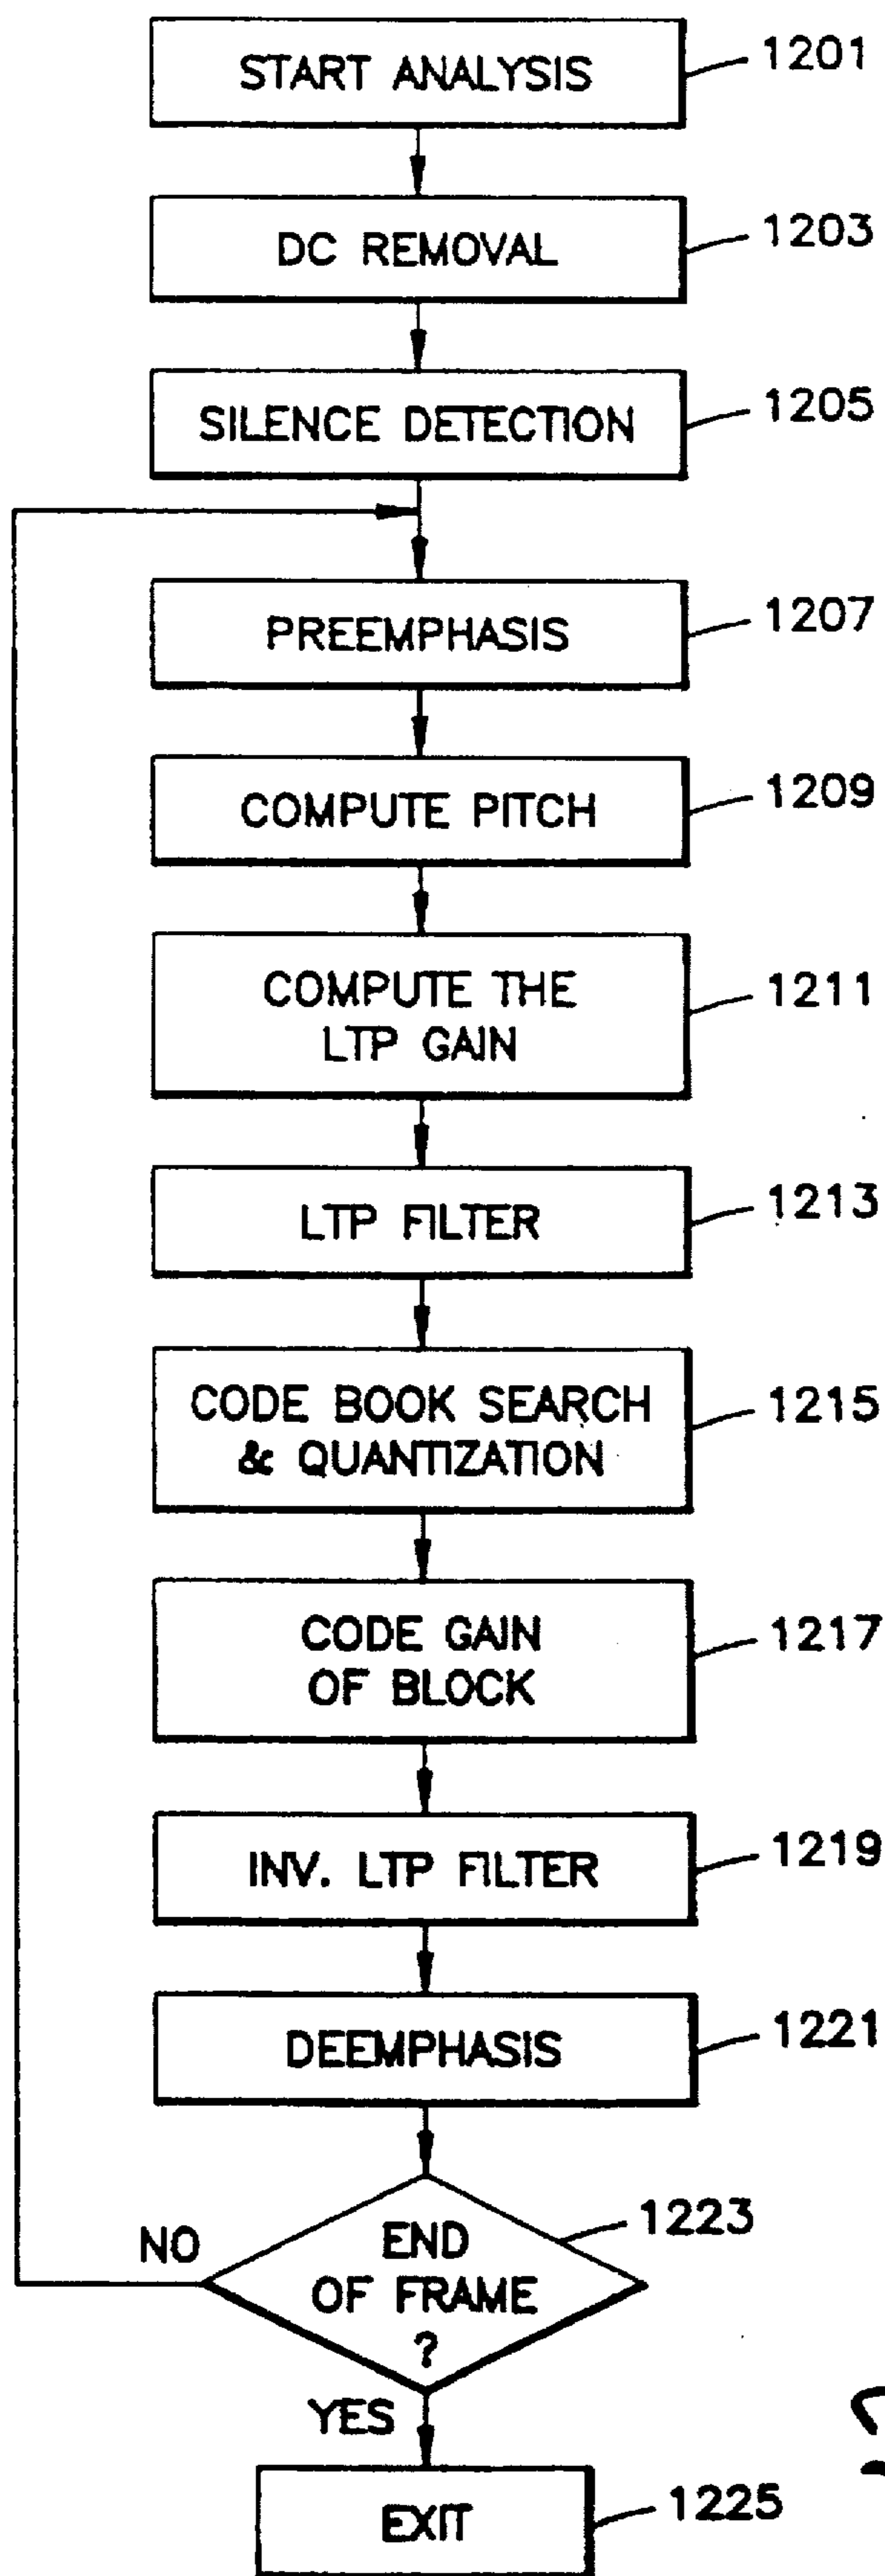 START ANALYSIS 1201
DC REMOVAL 1203
SILENCE DETECTION 1205
PREEMPHASIS 1207
COMPUTE PITCH 1209
COMPUTE THE
LTP GAIN 1211
LTP FILTER 1213
CODE BOOK SEARCH
& QUANTIZATION 1215
CODE GAIN
OF BLOCK 1217
INV. LTP FILTER 1219
DEEMPHASIS 1221
END
OF FRAME
? 1223
NO
YES
EXIT 1225